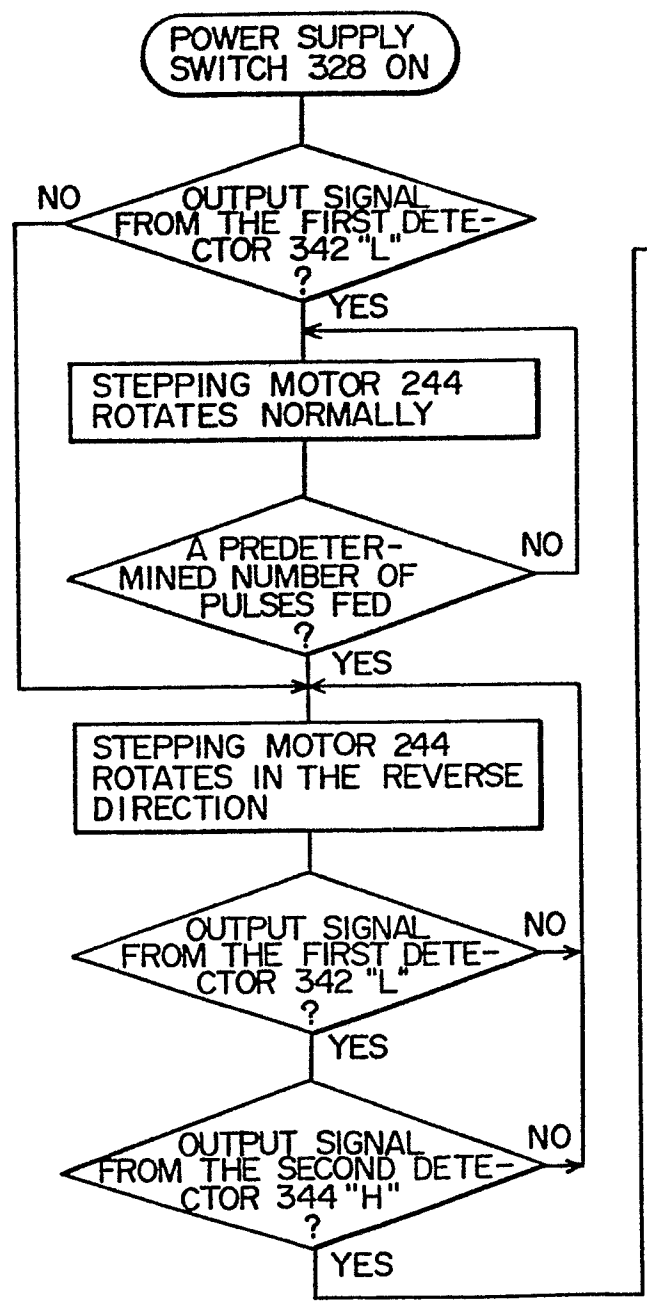 POWER SUPPLY
SWITCH 328 ON
NO
OUTPUT SIGNAL
FROM THE FIRST DETE-
CTOR 342 "L"
?
YES
STEPPING MOTOR 244
ROTATES NORMALLY
A PREDETER-
MINED NUMBER OF
PULSES FED
?
NO
YES
STEPPING MOTOR 244
ROTATES IN THE REVERSE
DIRECTION
OUTPUT SIGNAL
FROM THE FIRST DETE-
CTOR 342 "L"
?
NO
YES
OUTPUT SIGNAL
FROM THE SECOND DETE-
CTOR 344 "H"
?
NO
YES